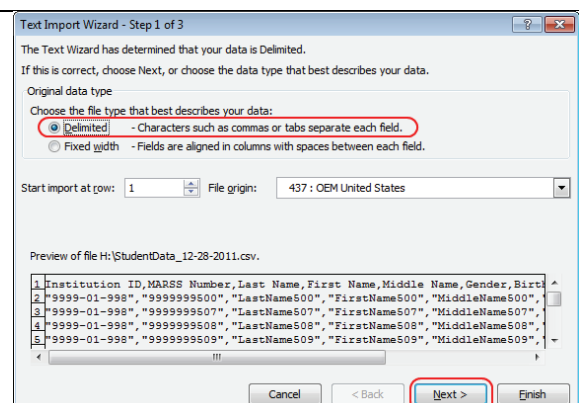 Text Import Wizard - Step 1 of 3
The Text Wizard has determined that your data is Delimited.
If this is correct, choose Next, or choose the data type that best describes your data.
Original data type
Choose the file type that best describes your data:
Delimited - Characters such as commas or tabs separate each field.
Fixed width - Fields are aligned in columns with spaces between each field.
Start import at row: 1 File origin: 437 : OEM United States
Preview of file H:\StudentData_12-28-2011.csv.
1 Institution ID,MARSS Number,Last Name,First Name,Middle Name,Gender,Birt
2 "9999-01-998","9999999500","LastName500","FirstName500","MiddleName500","
3 "9999-01-998","9999999507","LastName507","FirstName507","MiddleName507","
4 "9999-01-998","9999999508","LastName508","FirstName508","MiddleName508","
5 "9999-01-998","9999999509","LastName509","FirstName509","MiddleName509","
Cancel < Back Next > Finish